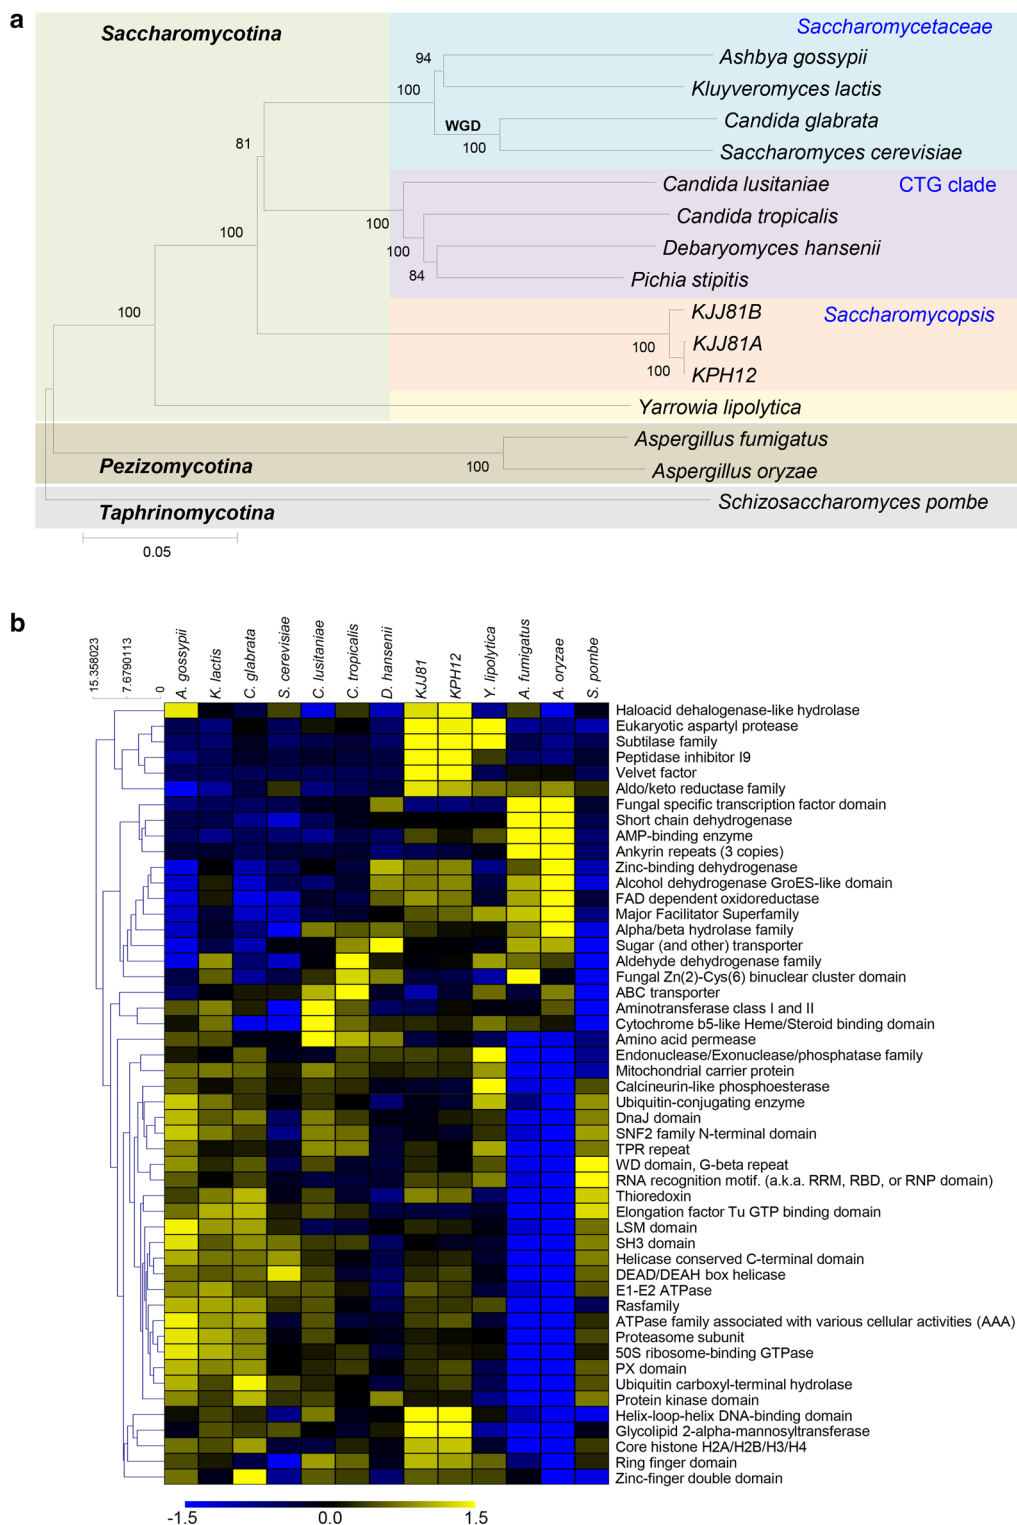 a
Saccharomycotina
Saccharomycetaceae
94
Ashbya gossypii
100
Kluyveromyces lactis
WGD
Candida glabrata
81
100
Saccharomyces cerevisiae
Candida lusitaniae
CTG clade
100
Candida tropicalis
100
100
Debaryomyces hansenii
84
Pichia stipitis
100
KJJ81B
Saccharomycopsis
100
KJJ81A
100
KPH12
Yarrowia lipolytica
Aspergillus fumigatus
Pezizomycotina
100
Aspergillus oryzae
Schizosaccharomyces pombe
Taphrinomycotina
0.05
b
15.358023
7.6790113
0
A. gossypii
K. lactis
C. glabrata
S. cerevisiae
C. lusitaniae
C. tropicalis
D. hansenii
KJJ81
KPH12
Y. lipolytica
A. fumigatus
A. oryzae
S. pombe
Haloacid dehalogenase-like hydrolase
Eukaryotic aspartyl protease
Subtilase family
Peptidase inhibitor I9
Velvet factor
Aldo/keto reductase family
Fungal specific transcription factor domain
Short chain dehydrogenase
AMP-binding enzyme
Ankyrin repeats (3 copies)
Zinc-binding dehydrogenase
Alcohol dehydrogenase GroES-like domain
FAD dependent oxidoreductase
Major Facilitator Superfamily
Alpha/beta hydrolase family
Sugar (and other) transporter
Aldehyde dehydrogenase family
Fungal Zn(2)-Cys(6) binuclear cluster domain
ABC transporter
Aminotransferase class I and II
Cytochrome b5-like Heme/Steroid binding domain
Amino acid permease
Endonuclease/Exonuclease/phosphatase family
Mitochondrial carrier protein
Calcineurin-like phosphoesterase
Ubiquitin-conjugating enzyme
DnaJ domain
SNF2 family N-terminal domain
TPR repeat
WD domain, G-beta repeat
RNA recognition motif. (a.k.a. RRM, RBD, or RNP domain)
Thioredoxin
Elongation factor Tu GTP binding domain
LSM domain
SH3 domain
Helicase conserved C-terminal domain
DEAD/DEAH box helicase
E1-E2 ATPase
Rasfamily
ATPase family associated with various cellular activities (AAA)
Proteasome subunit
50S ribosome-binding GTPase
PX domain
Ubiquitin carboxyl-terminal hydrolase
Protein kinase domain
Helix-loop-helix DNA-binding domain
Glycolipid 2-alpha-mannosyltransferase
Core histone H2A/H2B/H3/H4
Ring finger domain
Zinc-finger double domain
-1.5
0.0
1.5